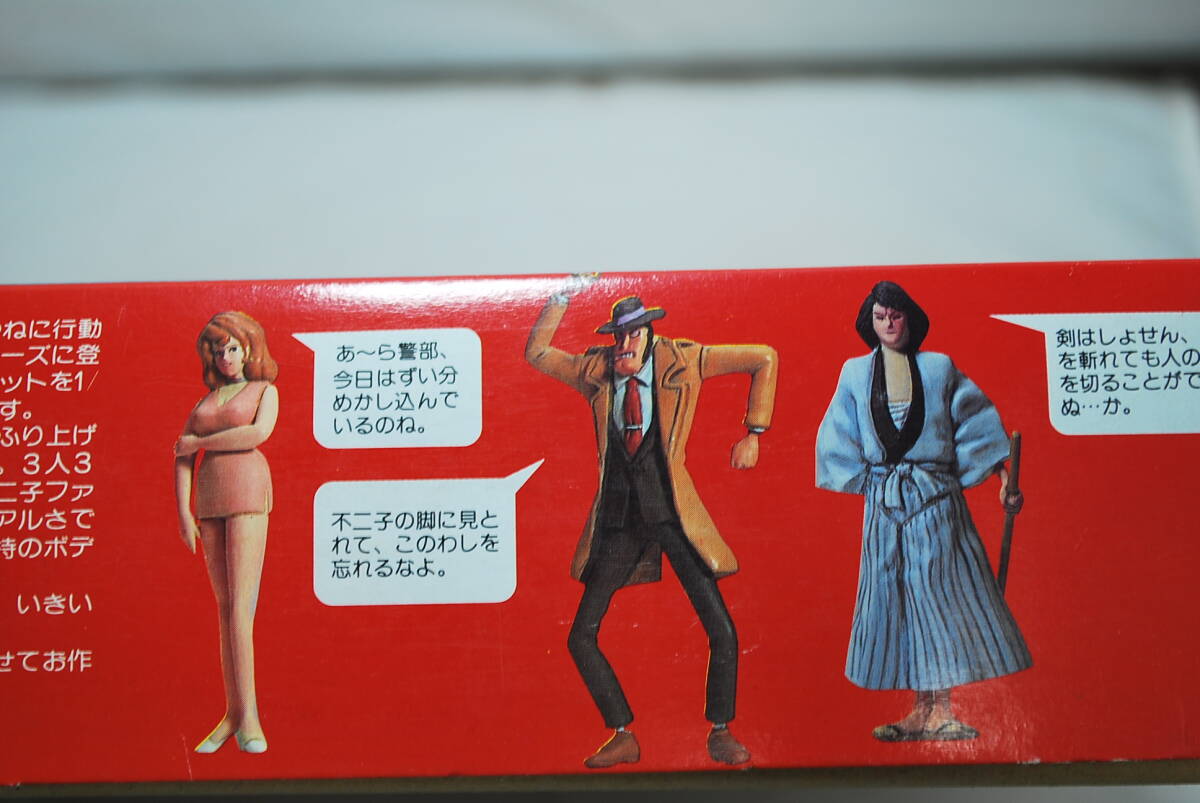 ねに行動
ーズに登
ットを1/
す。
ふり上げ
。3人3
二子ファ
アルさで
特のボデ
いきい
せてお作
あ～ら警部、
今日はずい分
めかし込んで
いるのね。
不二子の脚に見と
れて、このわしを
忘れるなよ。
剣はしょせん、
を斬れても人の
を切ることがで
ぬ…か。